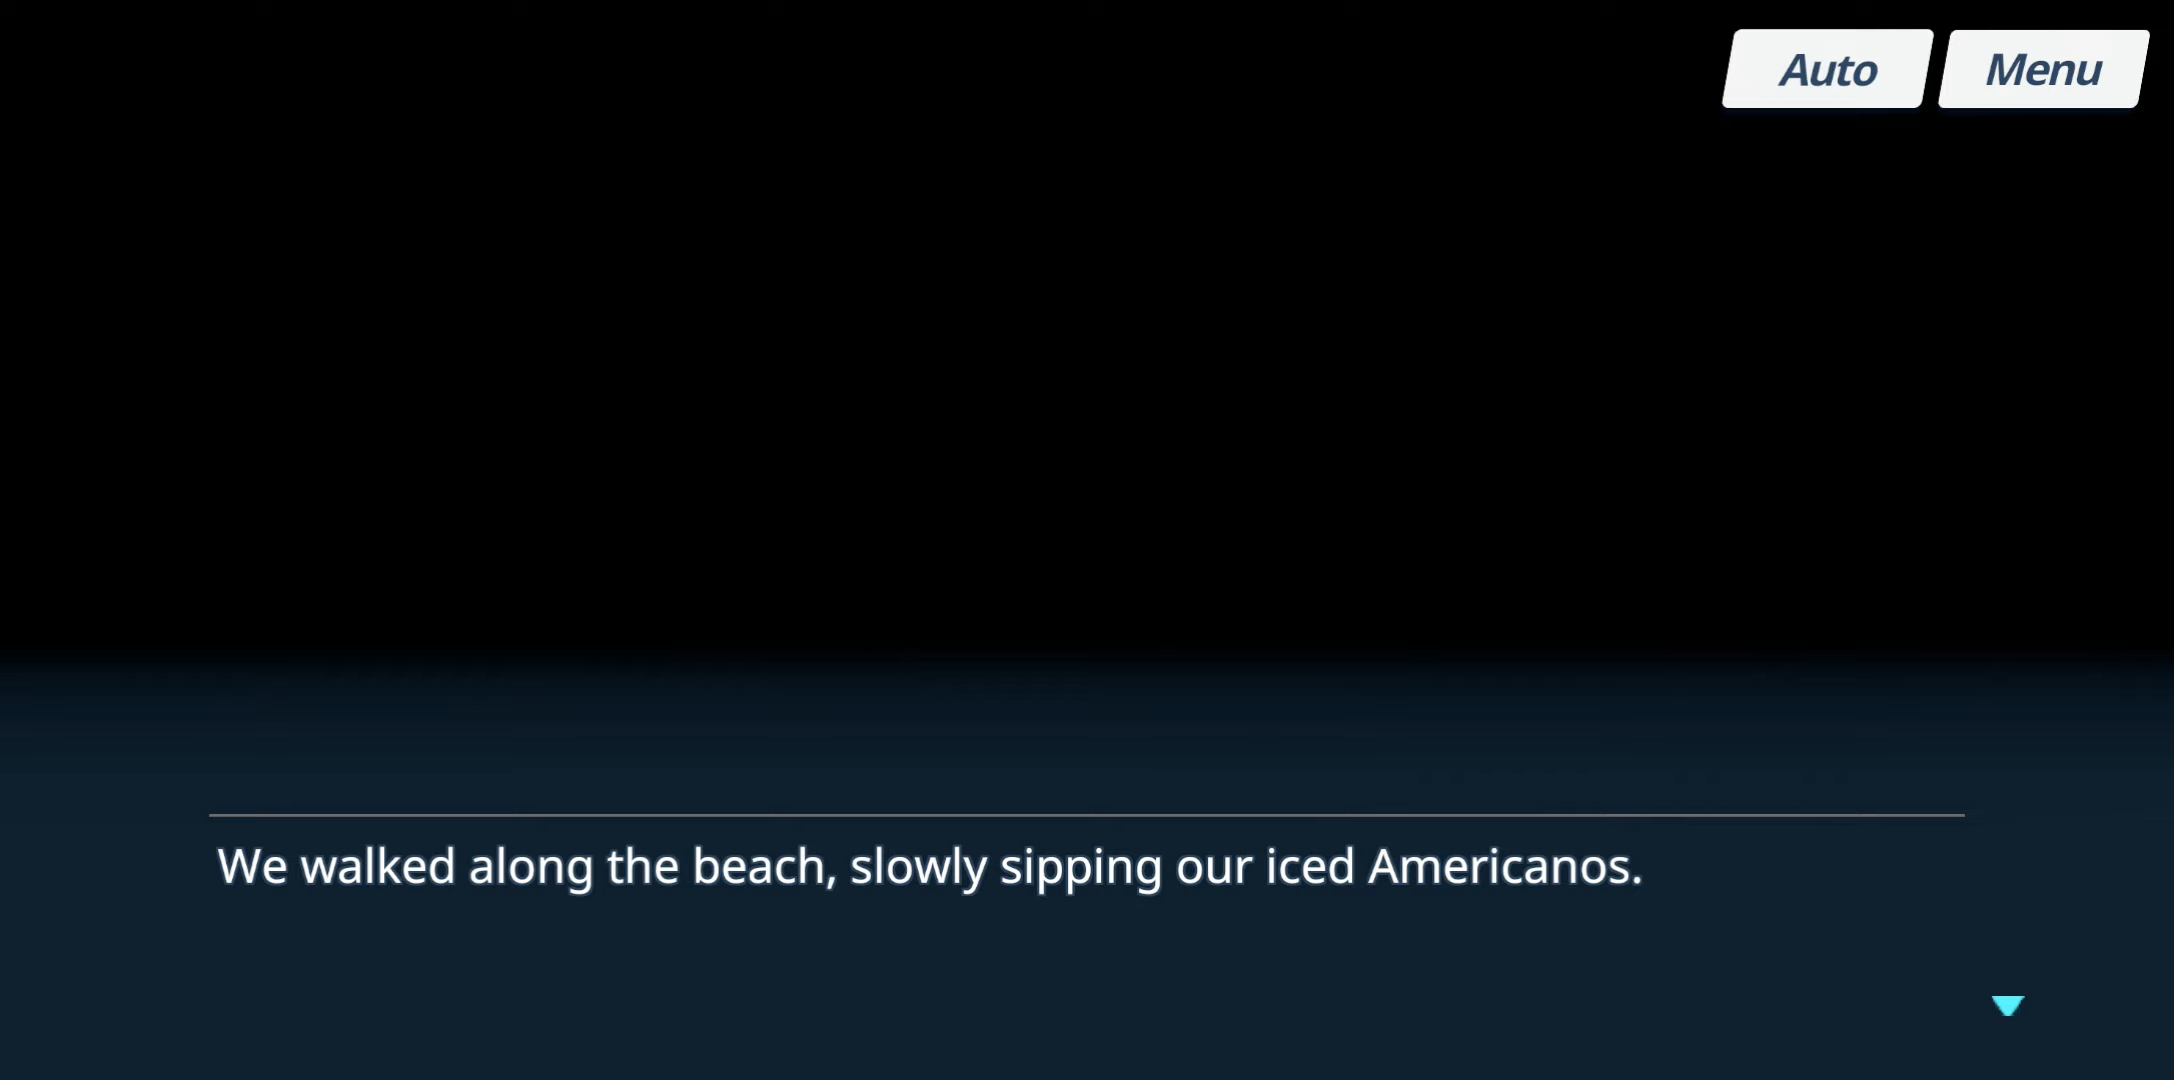 Auto Menu
We walked along the beach, slowly sipping our iced Americanos.